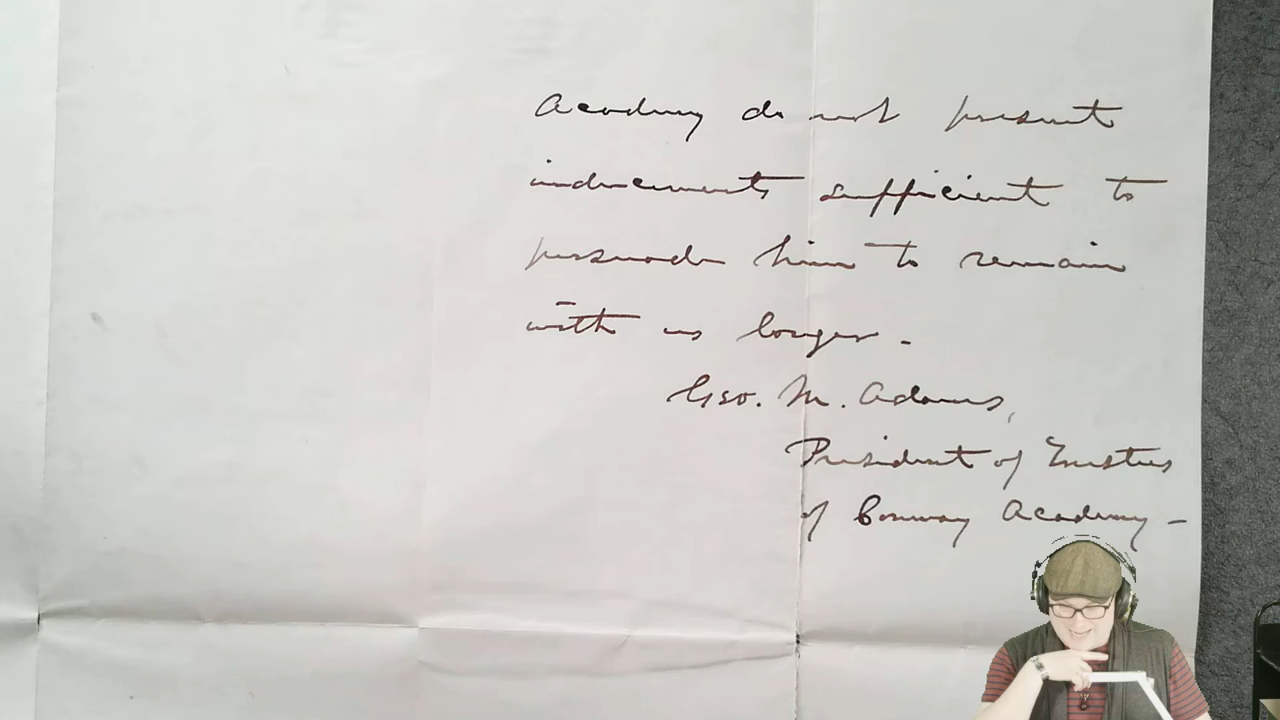 Academy do not present
inducements sufficient to
persuade him to remain
with us longer.
Geo. M. Adams,
President of Trustees
of Conway Academy -